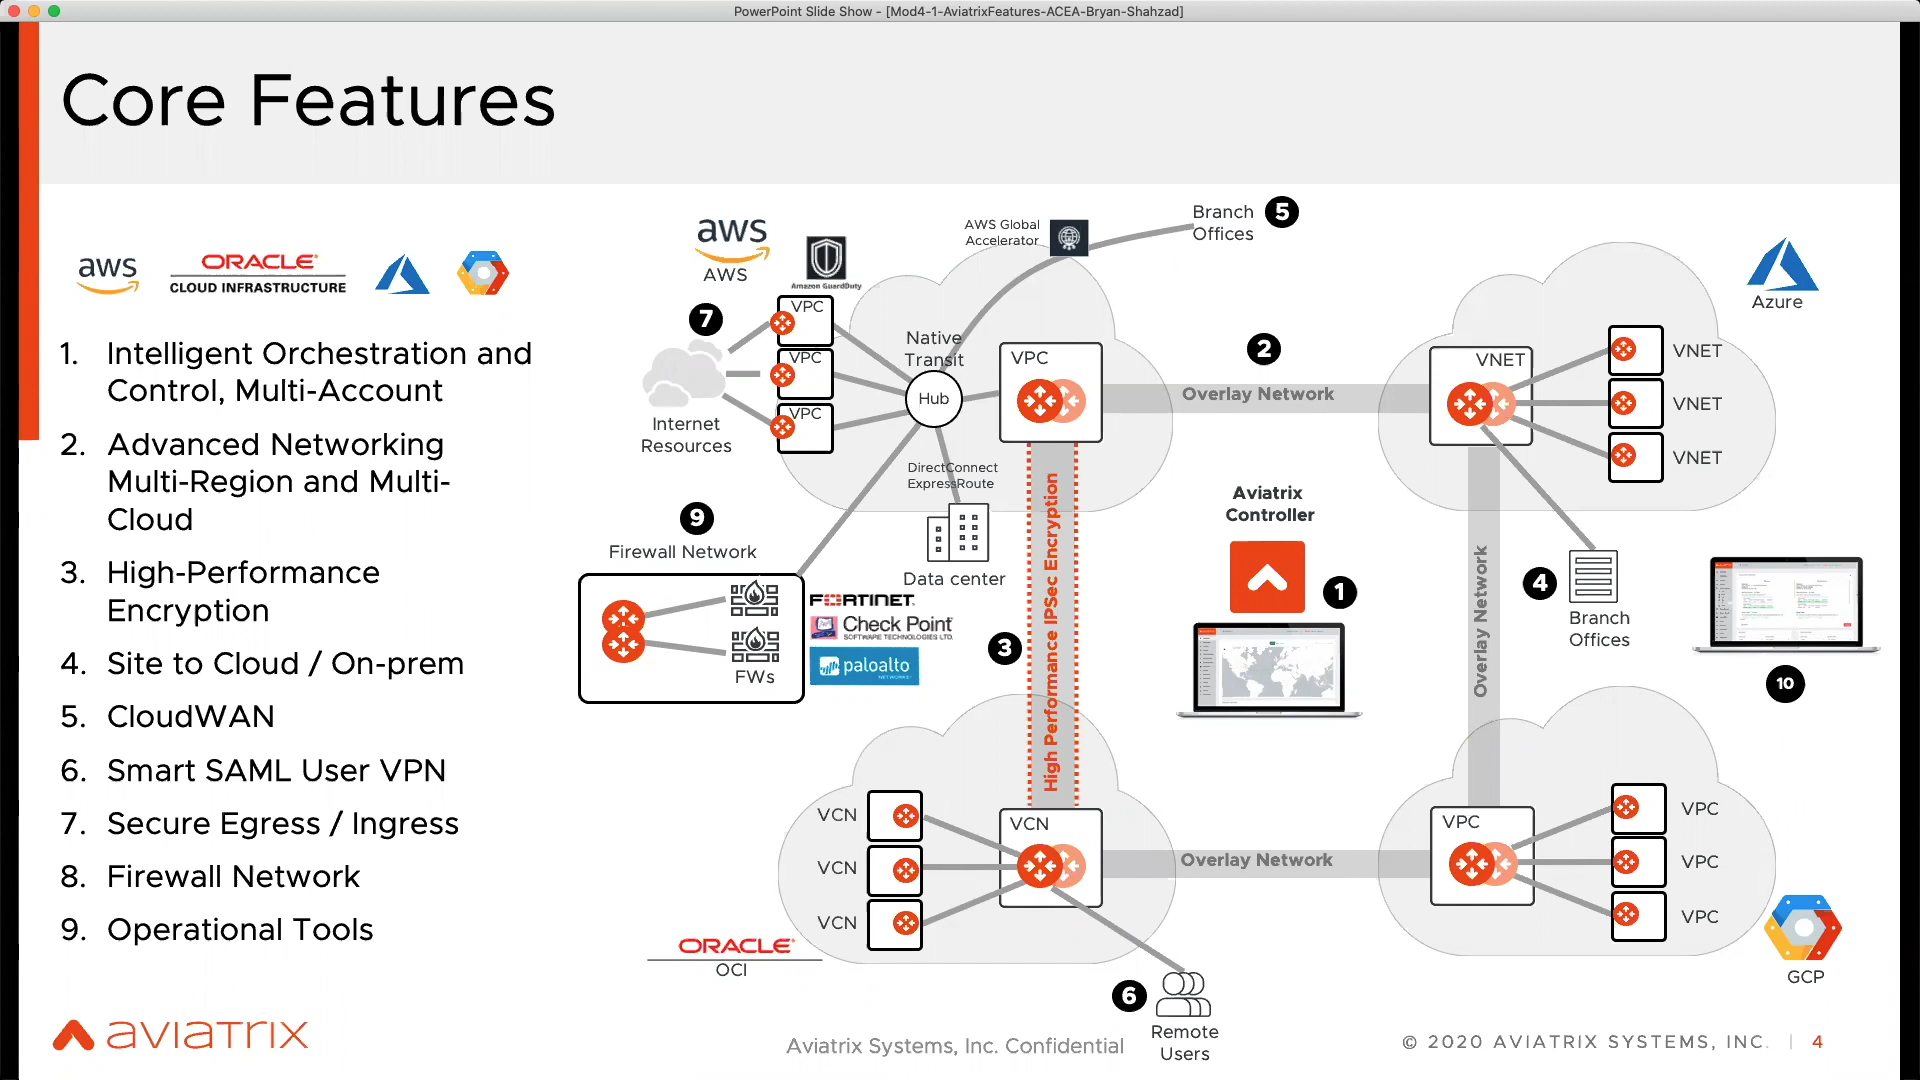 PowerPoint Slide Show - [Mod4-1-AviatrixFeatures-ACEA-Bryan-Shahzad]
Core Features
aws
ORACLE
CLOUD INFRASTRUCTURE
1. Intelligent Orchestration and
Control, Multi-Account
2. Advanced Networking
Multi-Region and Multi-
Cloud
3. High-Performance
Encryption
4. Site to Cloud / On-prem
5. CloudWAN
6. Smart SAML User VPN
7. Secure Egress / Ingress
8. Firewall Network
9. Operational Tools
aws
AWS
Amazon GuardDuty
AWS Global
Accelerator
Branch
Offices
5
7
VPC
VPC
VPC
Internet
Resources
Native
Transit
Hub
VPC
DirectConnect
ExpressRoute
Data center
2
Overlay Network
Azure
VNET
VNET
VNET
VNET
9
Firewall Network
FWs
FORTINET
Check Point
SOFTWARE TECHNOLOGIES LTD.
paloalto
NETWORKS
3
High Performance IPSec Encryption
Aviatrix
Controller
1
Overlay Network
4
Branch
Offices
10
VCN
VCN
VCN
VCN
ORACLE
OCI
Overlay Network
VPC
VPC
VPC
VPC
GCP
6
Remote
Users
aviatrix
Aviatrix Systems, Inc. Confidential
© 2020 AVIATRIX SYSTEMS, INC. | 4